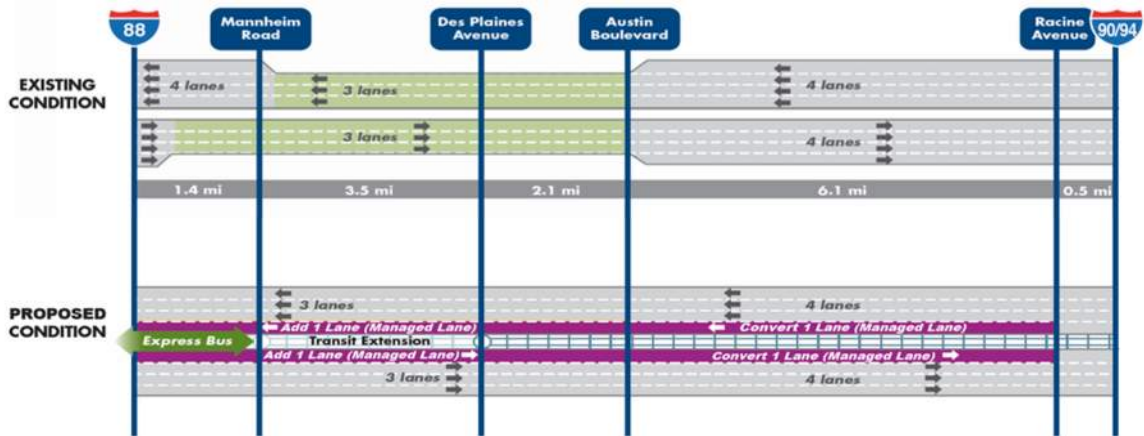 88
Mannheim
Road
Des Plaines
Avenue
Austin
Boulevard
Racine
Avenue
90/94
EXISTING
CONDITION
4 lanes
3 lanes
4 lanes
3 lanes
4 lanes
1.4 mi
3.5 mi
2.1 mi
6.1 mi
0.5 mi
PROPOSED
CONDITION
3 lanes
4 lanes
Add 1 Lane (Managed Lane)
Convert 1 Lane (Managed Lane)
Express Bus
Transit Extension
Add 1 Lane (Managed Lane)
Convert 1 Lane (Managed Lane)
3 lanes
4 lanes